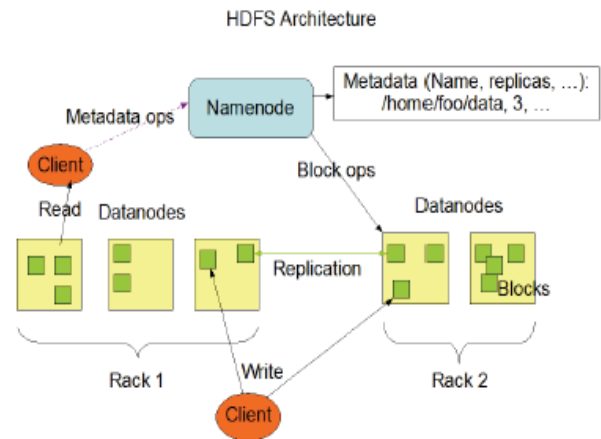 HDFS Architecture
Metadata (Name, replicas, ...):
/home/foo/data, 3, ...
Namenode
Metadata ops
Client
Block ops
Read
Datanodes
Datanodes
Replication
Blocks
Rack 1
Write
Rack 2
Client